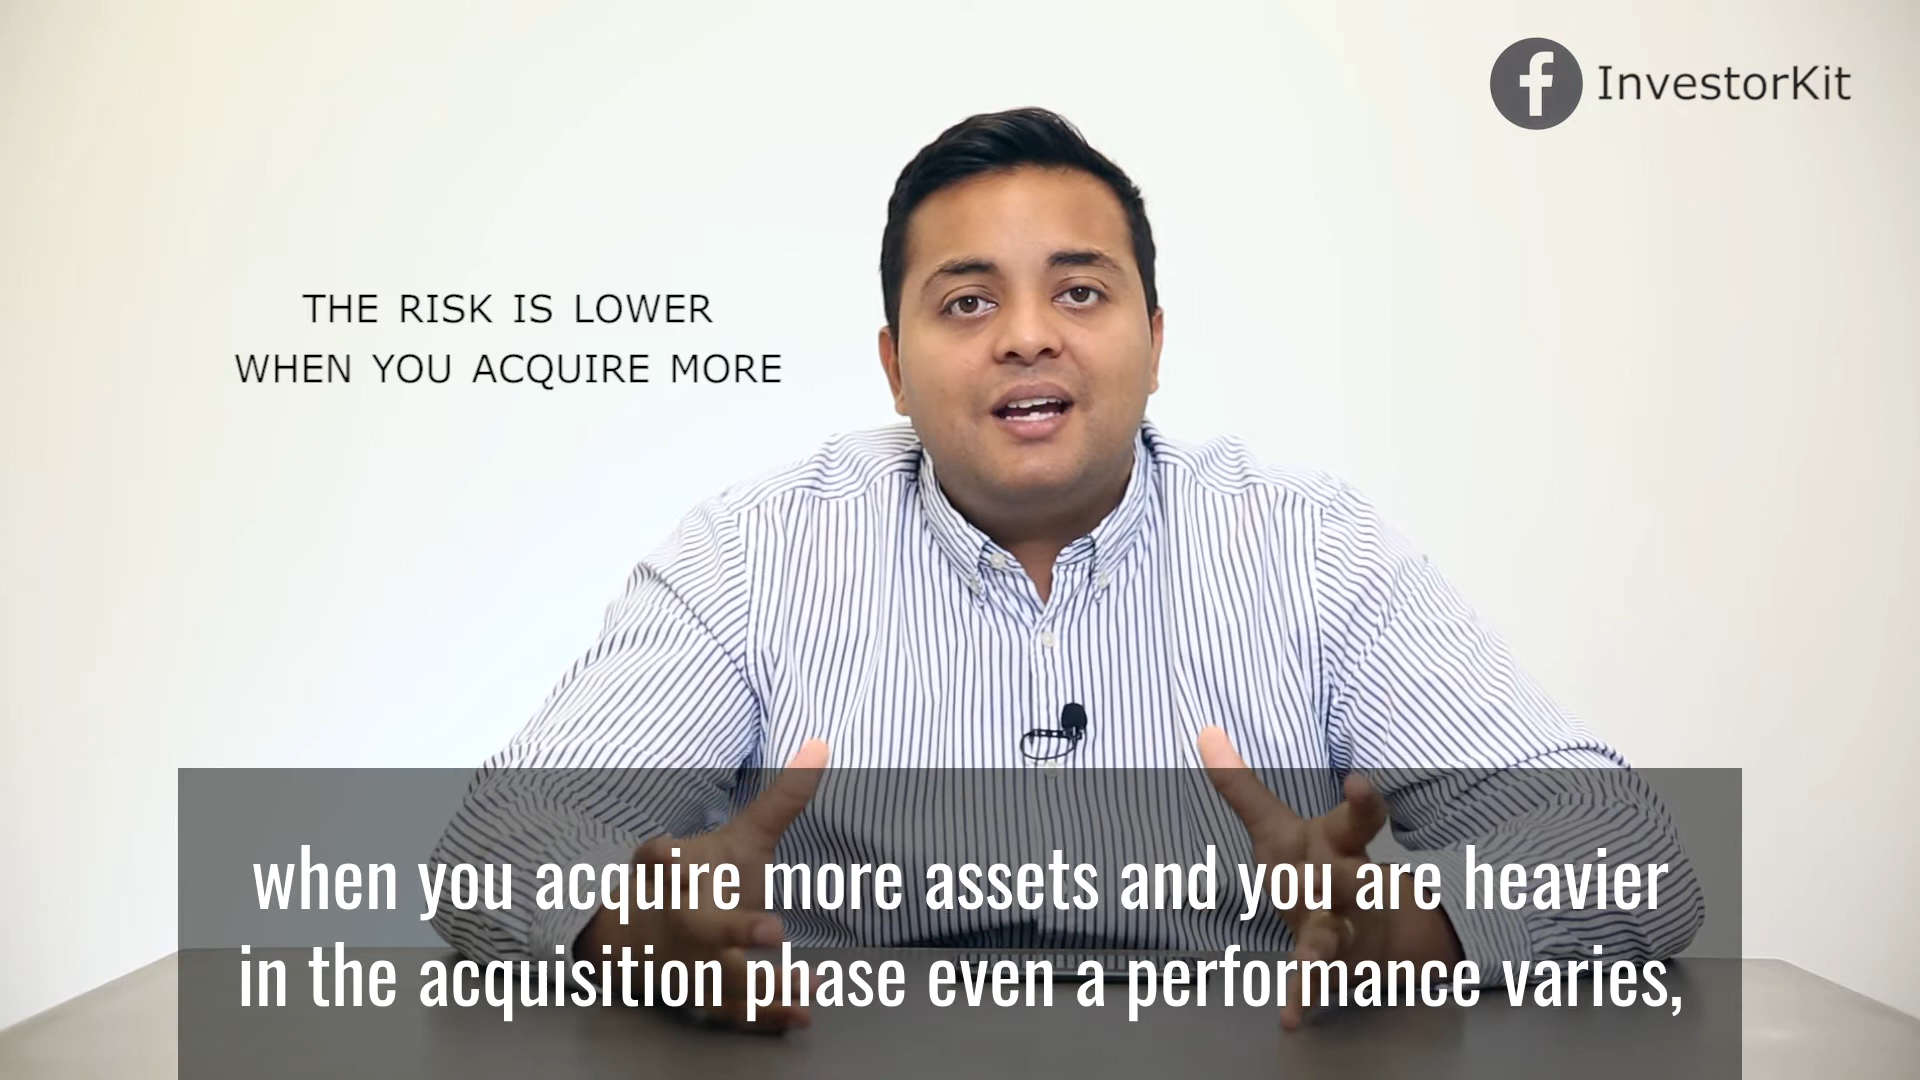 InvestorKit
THE RISK IS LOWER
WHEN YOU ACQUIRE MORE
when you acquire more assets and you are heavier
in the acquisition phase even a performance varies,